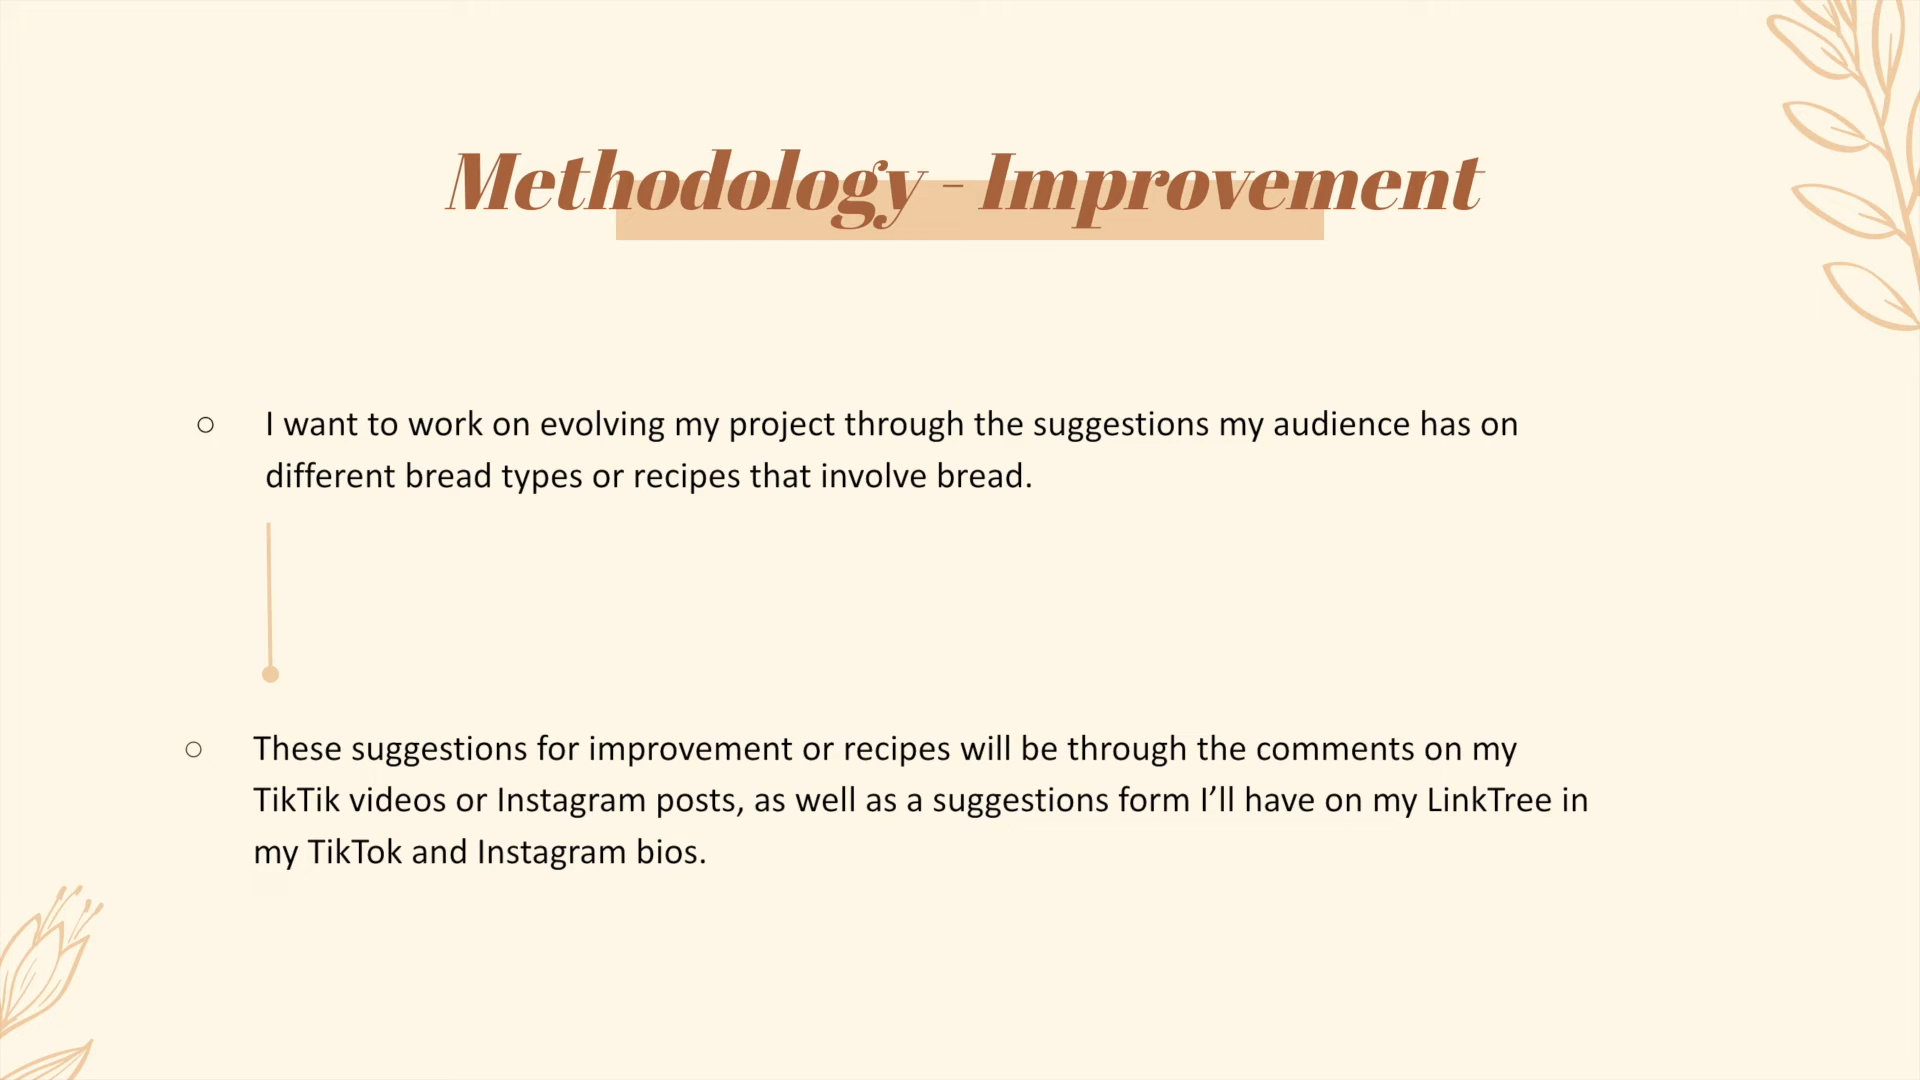 Methodology - Improvement
○ I want to work on evolving my project through the suggestions my audience has on
different bread types or recipes that involve bread.
○ These suggestions for improvement or recipes will be through the comments on my
TikTik videos or Instagram posts, as well as a suggestions form I’ll have on my LinkTree in
my TikTok and Instagram bios.